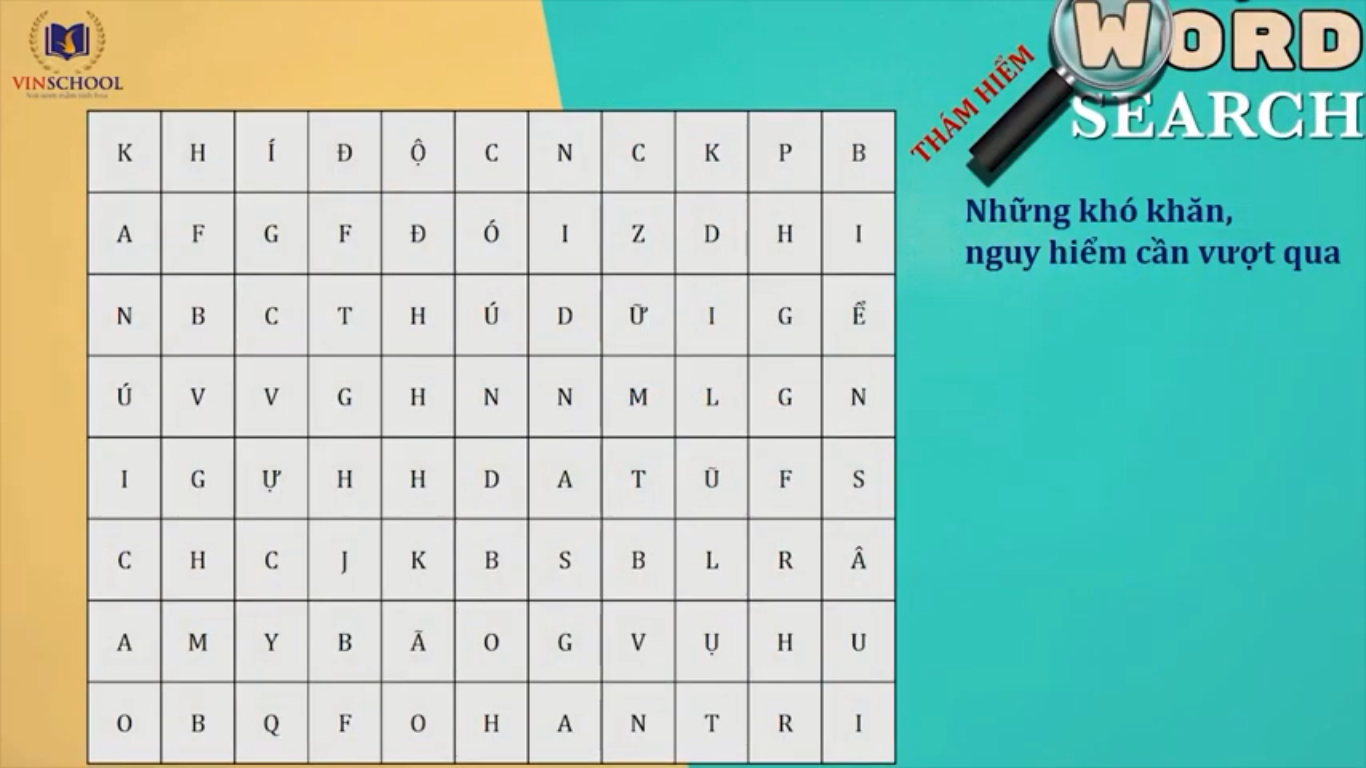 VINSCHOOL
WORD
SEARCH
THÁM HIỂM
Những khó khăn,
nguy hiểm cần vượt qua
K H Í Đ Ộ C N C K P B
A F G F Đ Ó I Z D H I
N B C T H Ú D Ữ I G Ể
Ú V V G H N N M L G N
I G Ự H H D A T Ũ F S
C H C J K B S B L R Â
A M Y B Ã O G V Ụ H U
O B Q F O H A N T R I